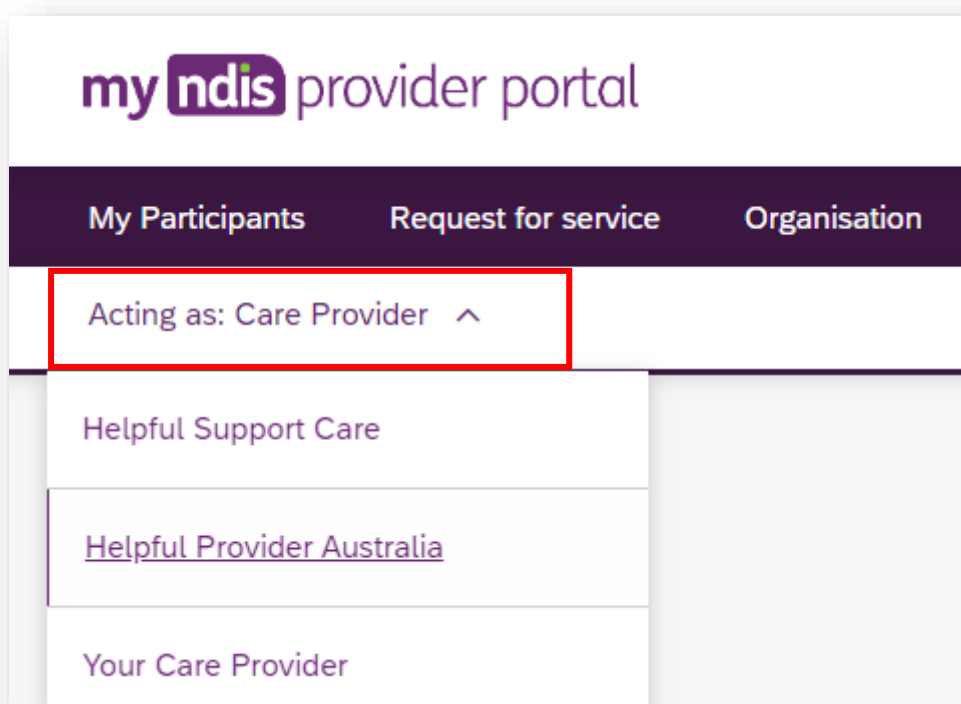 my ndis provider portal
My Participants Request for service Organisation
Acting as: Care Provider
Helpful Support Care
Helpful Provider Australia
Your Care Provider